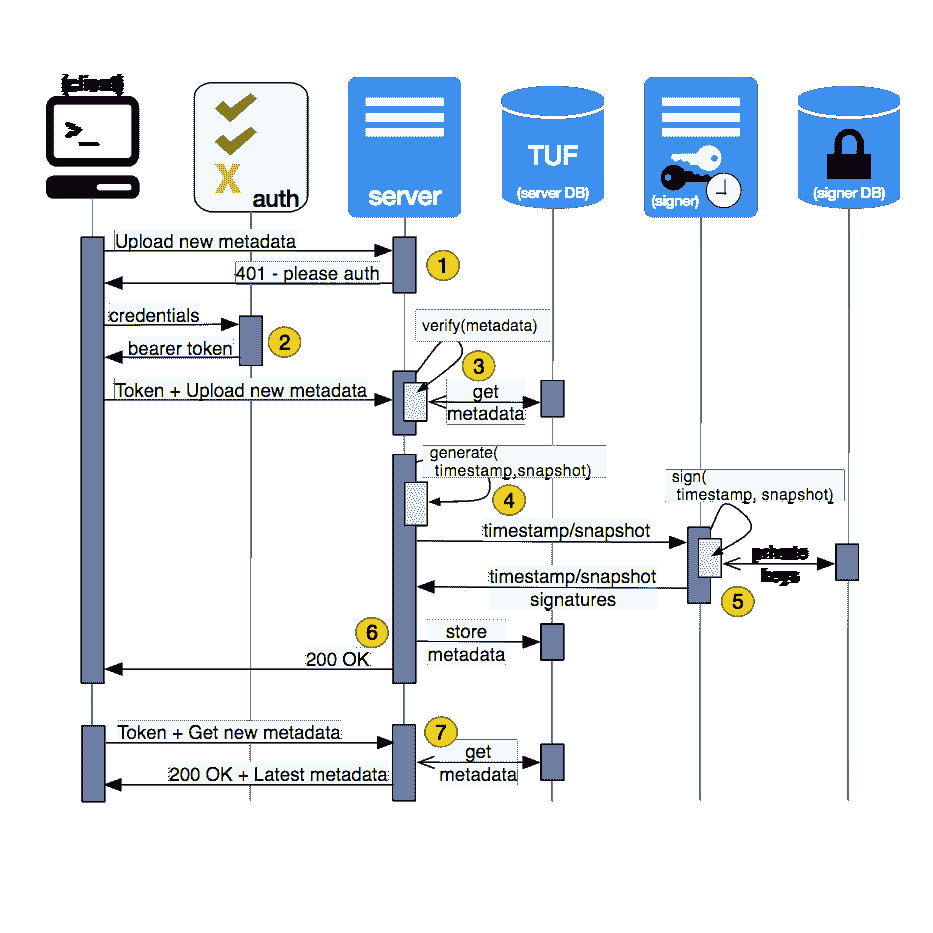 (client)
>_
auth
server
TUF
(server DB)
(signer)
(signer DB)
Upload new metadata
1
401 - please auth
credentials
2
bearer token
verify(metadata)
3
Token + Upload new metadata
get
metadata
generate(
timestamp,snapshot)
4
sign(
timestamp, snapshot)
timestamp/snapshot
private
keys
timestamp/snapshot
signatures
5
6
store
metadata
200 OK
7
Token + Get new metadata
get
metadata
200 OK + Latest metadata